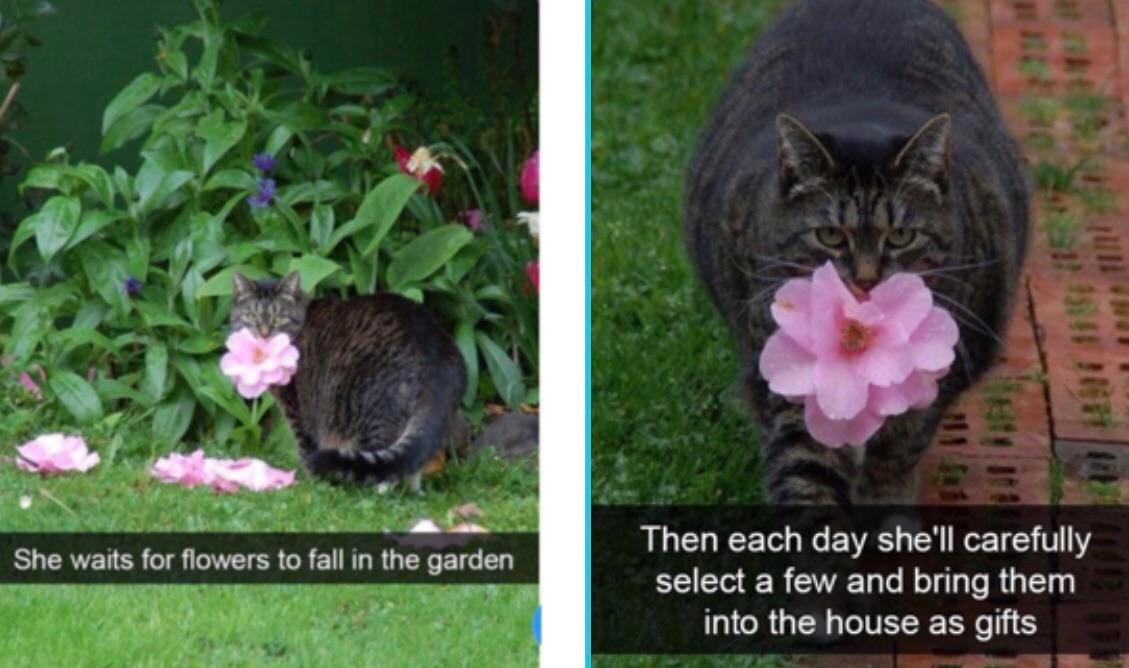 She waits for flowers to fall in the garden
Then each day she'll carefully
select a few and bring them
into the house as gifts